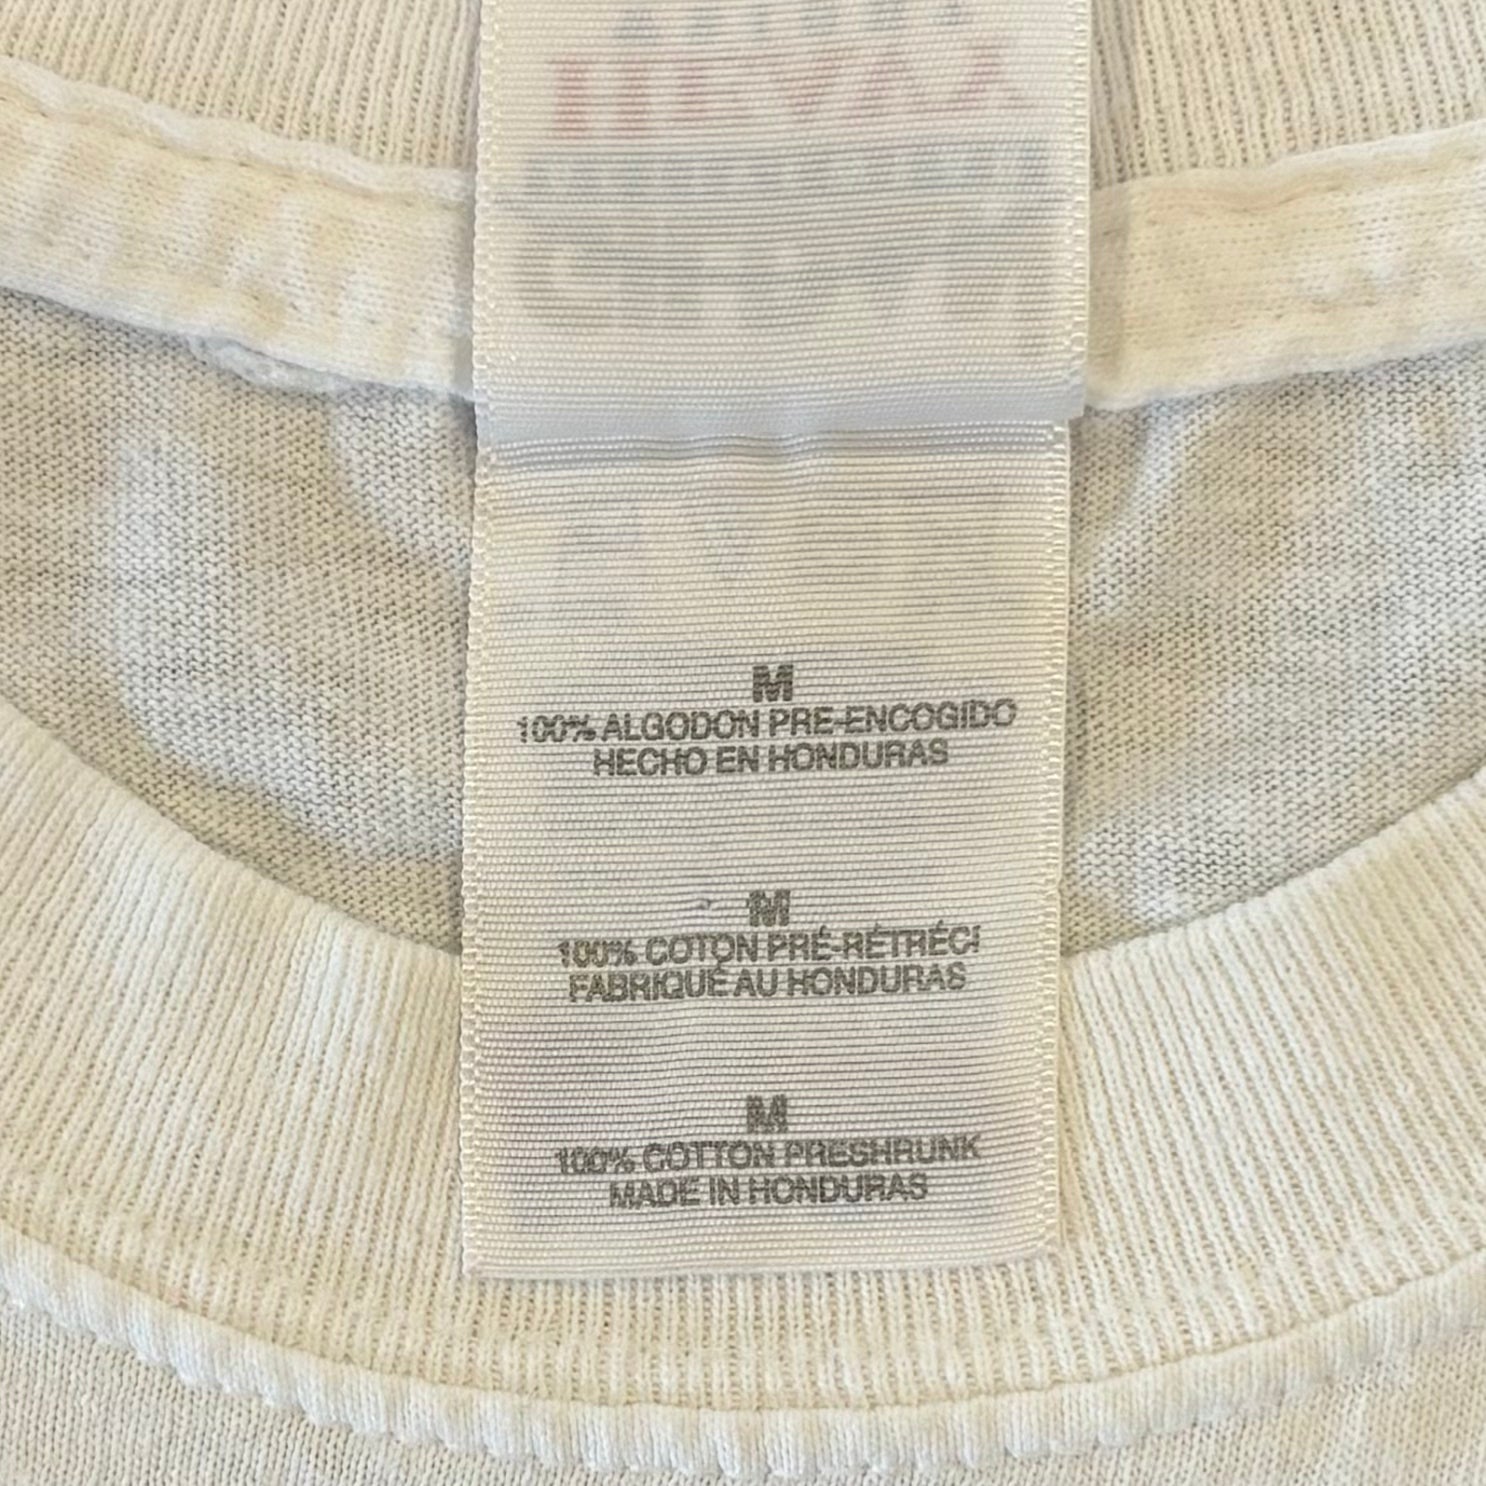 M
100% ALGODON PRE-ENCOGIDO
HECHO EN HONDURAS
M
100% COTON PRÉ-RÉTRÉCI
FABRIQUÉ AU HONDURAS
M
100% COTTON PRESHRUNK
MADE IN HONDURAS